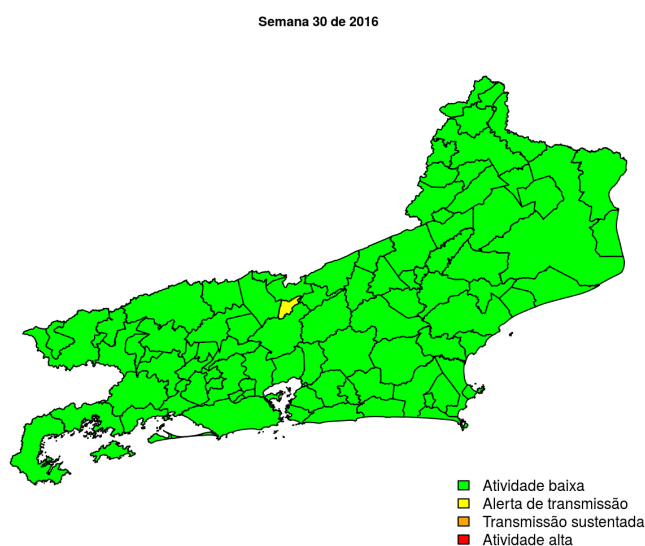 Semana 30 de 2016
Atividade baixa
Alerta de transmissão
Transmissão sustentada
Atividade alta